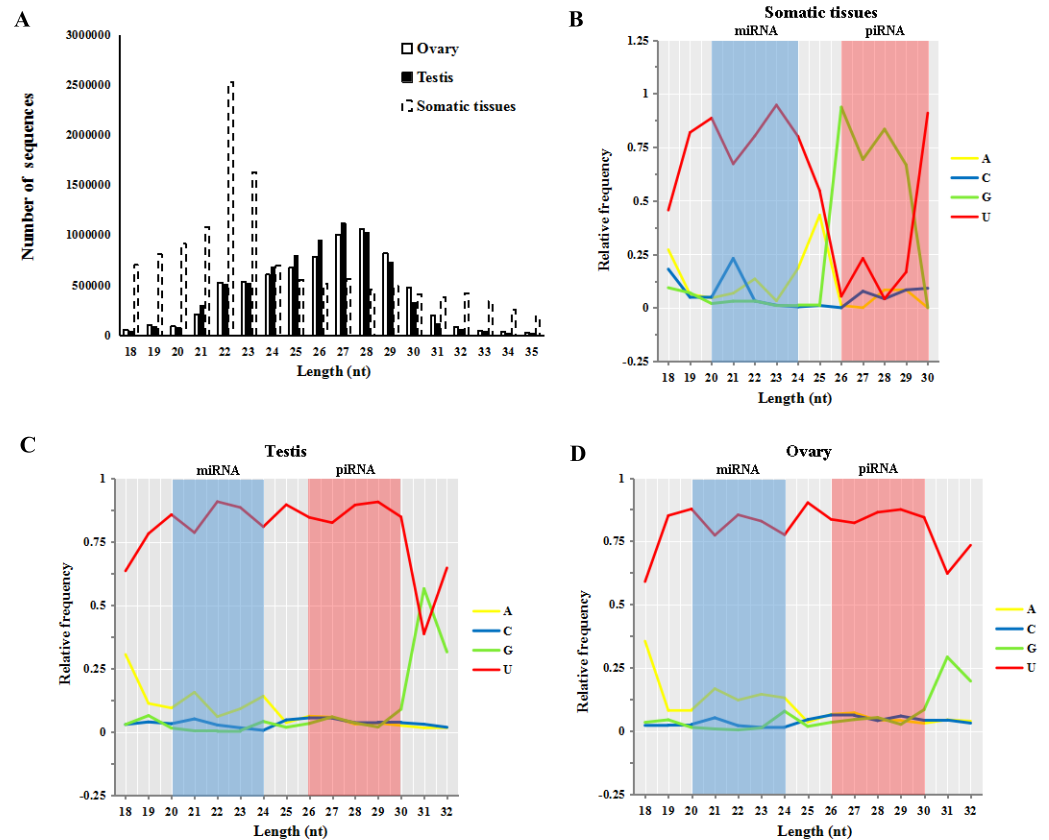 A
3000000
2500000
2000000
1500000
1000000
500000
0
Number of sequences
Ovary
Testis
Somatic tissues
18 19 20 21 22 23 24 25 26 27 28 29 30 31 32 33 34 35
Length (nt)
B
Somatic tissues
miRNA piRNA
1.25
1
0.75
0.5
0.25
0
-0.25
Relative frequency
A
C
G
U
18 19 20 21 22 23 24 25 26 27 28 29 30
Length (nt)
C
Testis
miRNA piRNA
1
0.75
0.5
0.25
0
-0.25
Relative frequency
A
C
G
U
18 19 20 21 22 23 24 25 26 27 28 29 30 31 32
Length (nt)
D
Ovary
miRNA piRNA
1
0.75
0.5
0.25
0
-0.25
Relative frequency
A
C
G
U
18 19 20 21 22 23 24 25 26 27 28 29 30 31 32
Length (nt)